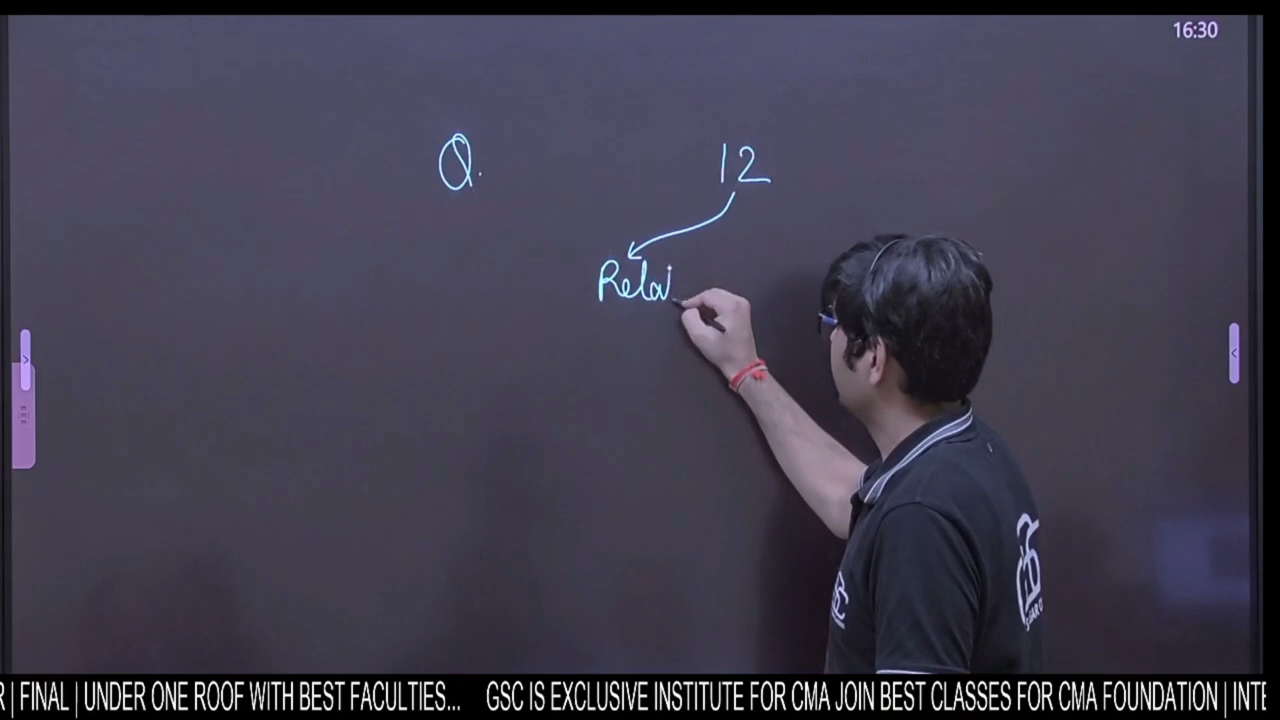 16:30
Q. 12
Relai
R | FINAL | UNDER ONE ROOF WITH BEST FACULTIES... GSC IS EXCLUSIVE INSTITUTE FOR CMA JOIN BEST CLASSES FOR CMA FOUNDATION | INTE